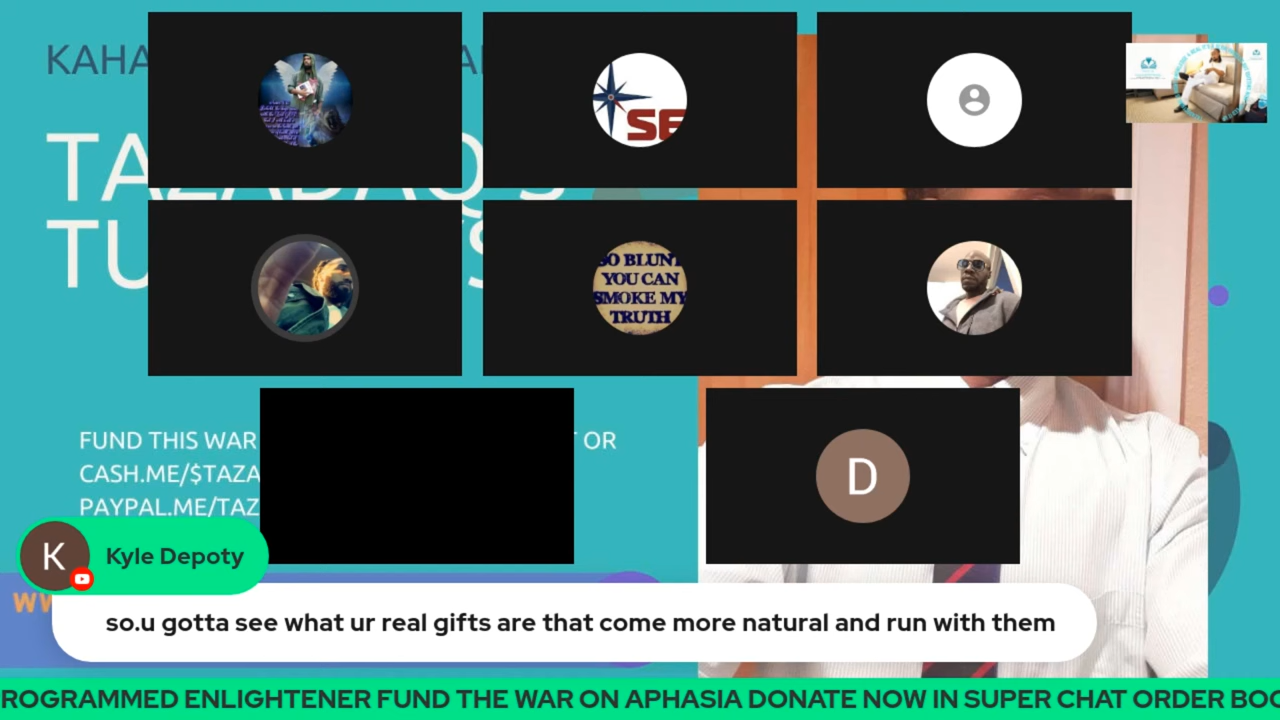 KAHA
TAZADAQ'S
TU
SE
SO BLUNT
YOU CAN
SMOKE MY
TRUTH
FUND THIS WAR
OR
CASH.ME/$TAZA
PAYPAL.ME/TAZ
D
K
Kyle Depoty
so.u gotta see what ur real gifts are that come more natural and run with them
ROGRAMMED ENLIGHTENER FUND THE WAR ON APHASIA DONATE NOW IN SUPER CHAT ORDER BOO